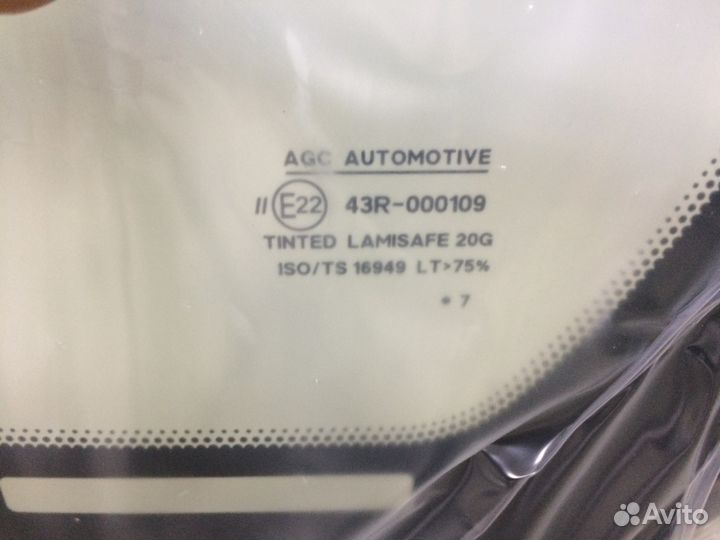 AGC AUTOMOTIVE
II E22 43R-000109
TINTED LAMISAFE 20G
ISO/TS 16949 LT>75%
• 7
Avito